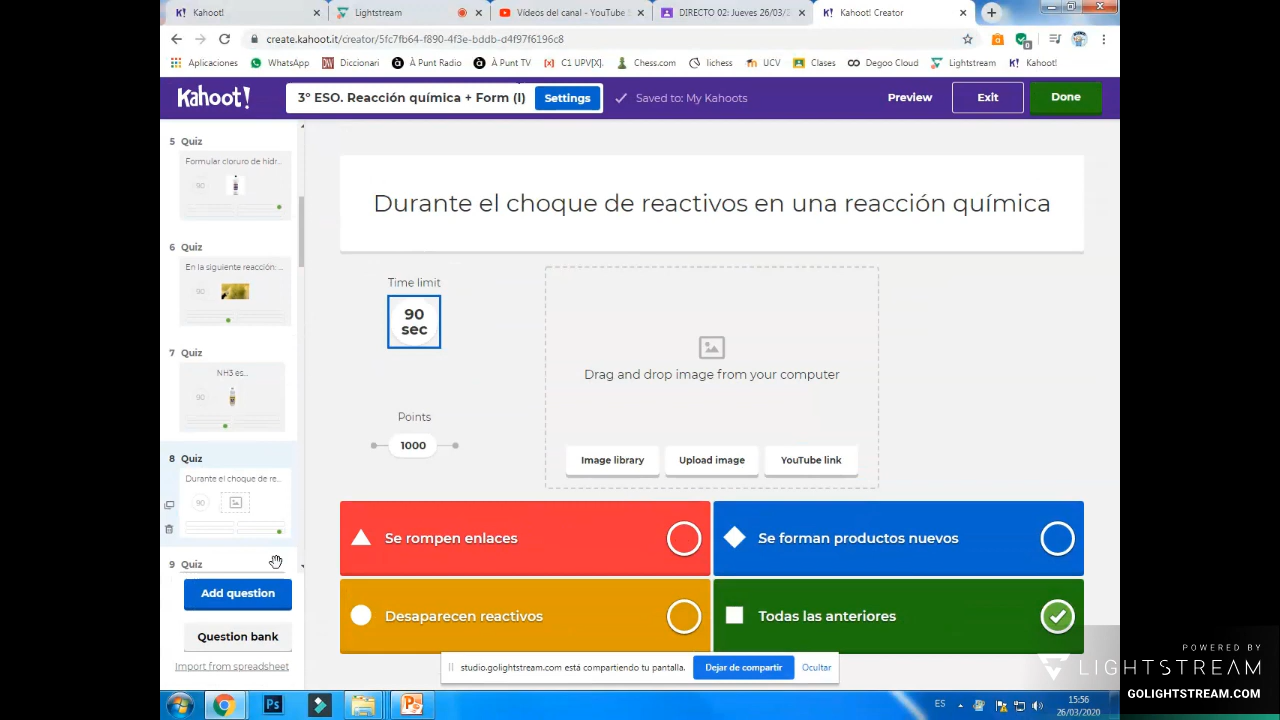 Kahoot!
Lightstream
Vídeos del canal - YouTube S
DIRECTO 02: Jueves 26/03/
Kahoot! Creator
create.kahoot.it/creator/5fc7fb64-f890-4f3e-bddb-d4f97f6196c8
Aplicaciones
WhatsApp
Diccionari
À Punt Radio
À Punt TV
C1 UPV[X].
Chess.com
lichess
UCV
Clases
Degoo Cloud
Lightstream
Kahoot!
Kahoot!
3º ESO. Reacción química + Form (I)
Settings
Saved to: My Kahoots
Preview
Exit
Done
5 Quiz
Formular cloruro de hidr...
90
6 Quiz
En la siguiente reacción: ...
90
7 Quiz
NH3 es...
90
8 Quiz
Durante el choque de re...
90
9 Quiz
Add question
Question bank
Import from spreadsheet
Durante el choque de reactivos en una reacción química
Time limit
90
sec
Points
1000
Drag and drop image from your computer
Image library
Upload image
YouTube link
Se rompen enlaces
Se forman productos nuevos
Desaparecen reactivos
Todas las anteriores
studio.golightstream.com está compartiendo tu pantalla.
Dejar de compartir
Ocultar
POWERED BY
LIGHTSTREAM
GOLIGHTSTREAM.COM
Ps
ES
15:56
26/03/2020